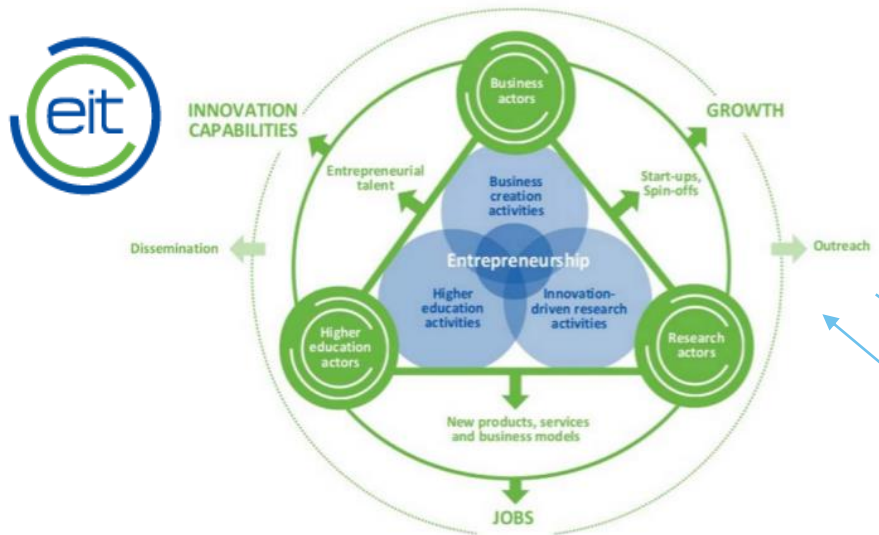 eit
Business
actors
INNOVATION
CAPABILITIES
GROWTH
Entrepreneurial
talent
Business
creation
activities
Start-ups,
Spin-offs
Dissemination
Entrepreneurship
Outreach
Higher
education
activities
Innovation-
driven research
activities
Higher
education
actors
Research
actors
New products, services
and business models
JOBS